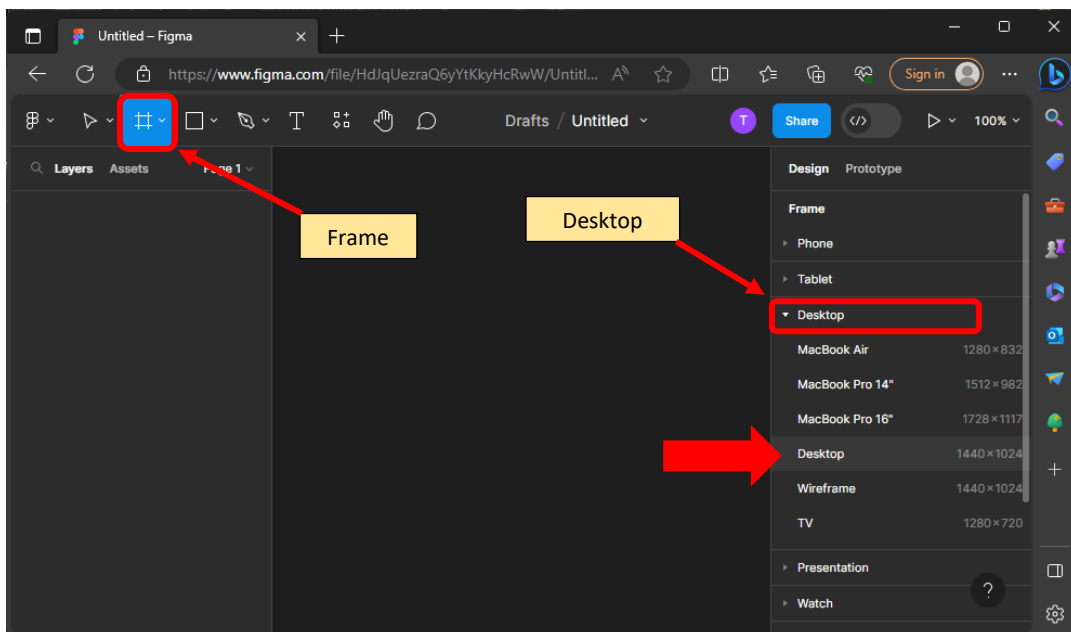 Untitled – Figma
https://www.figma.com/file/HdJqUezraQ6yYtKkyHcRwW/Untitl...
Sign in
Drafts / Untitled
T
Share
100%
Layers Assets Page 1
Design Prototype
Frame
Frame
Desktop
Phone
Tablet
Desktop
MacBook Air 1280×832
MacBook Pro 14" 1512×982
MacBook Pro 16" 1728×1117
Desktop 1440×1024
Wireframe 1440×1024
TV 1280×720
Presentation
?
Watch